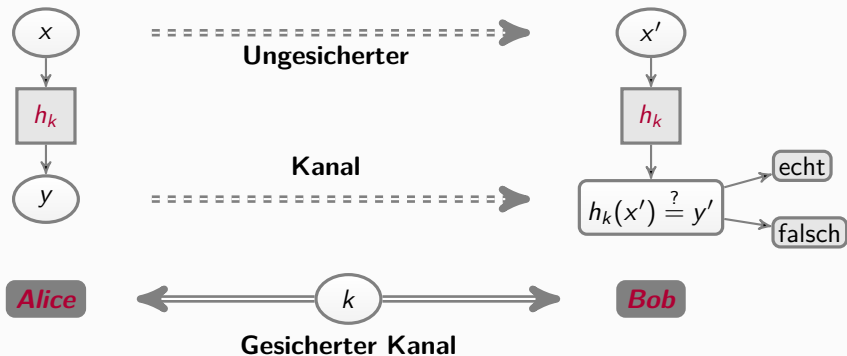 x
x′
Ungesicherter
h_k
h_k
Kanal
echt
y
h_k(x′) ≟ y′
falsch
Alice
k
Bob
Gesicherter Kanal